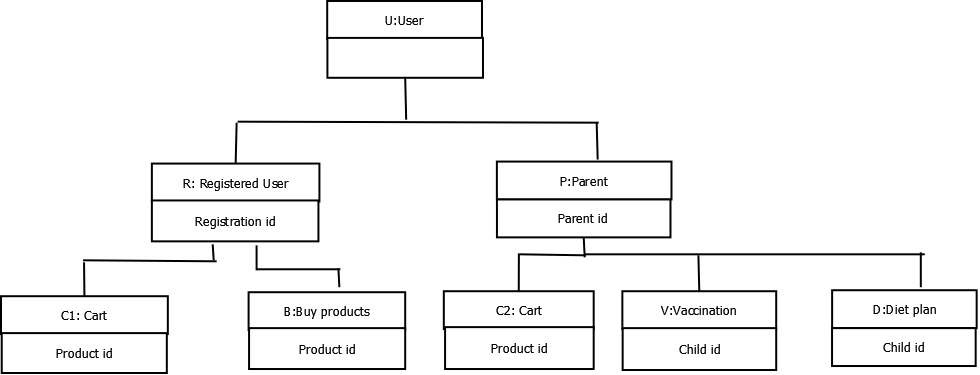 U:User
R: Registered User
Registration id
P:Parent
Parent id
C1: Cart
Product id
B:Buy products
Product id
C2: Cart
Product id
V:Vaccination
Child id
D:Diet plan
Child id